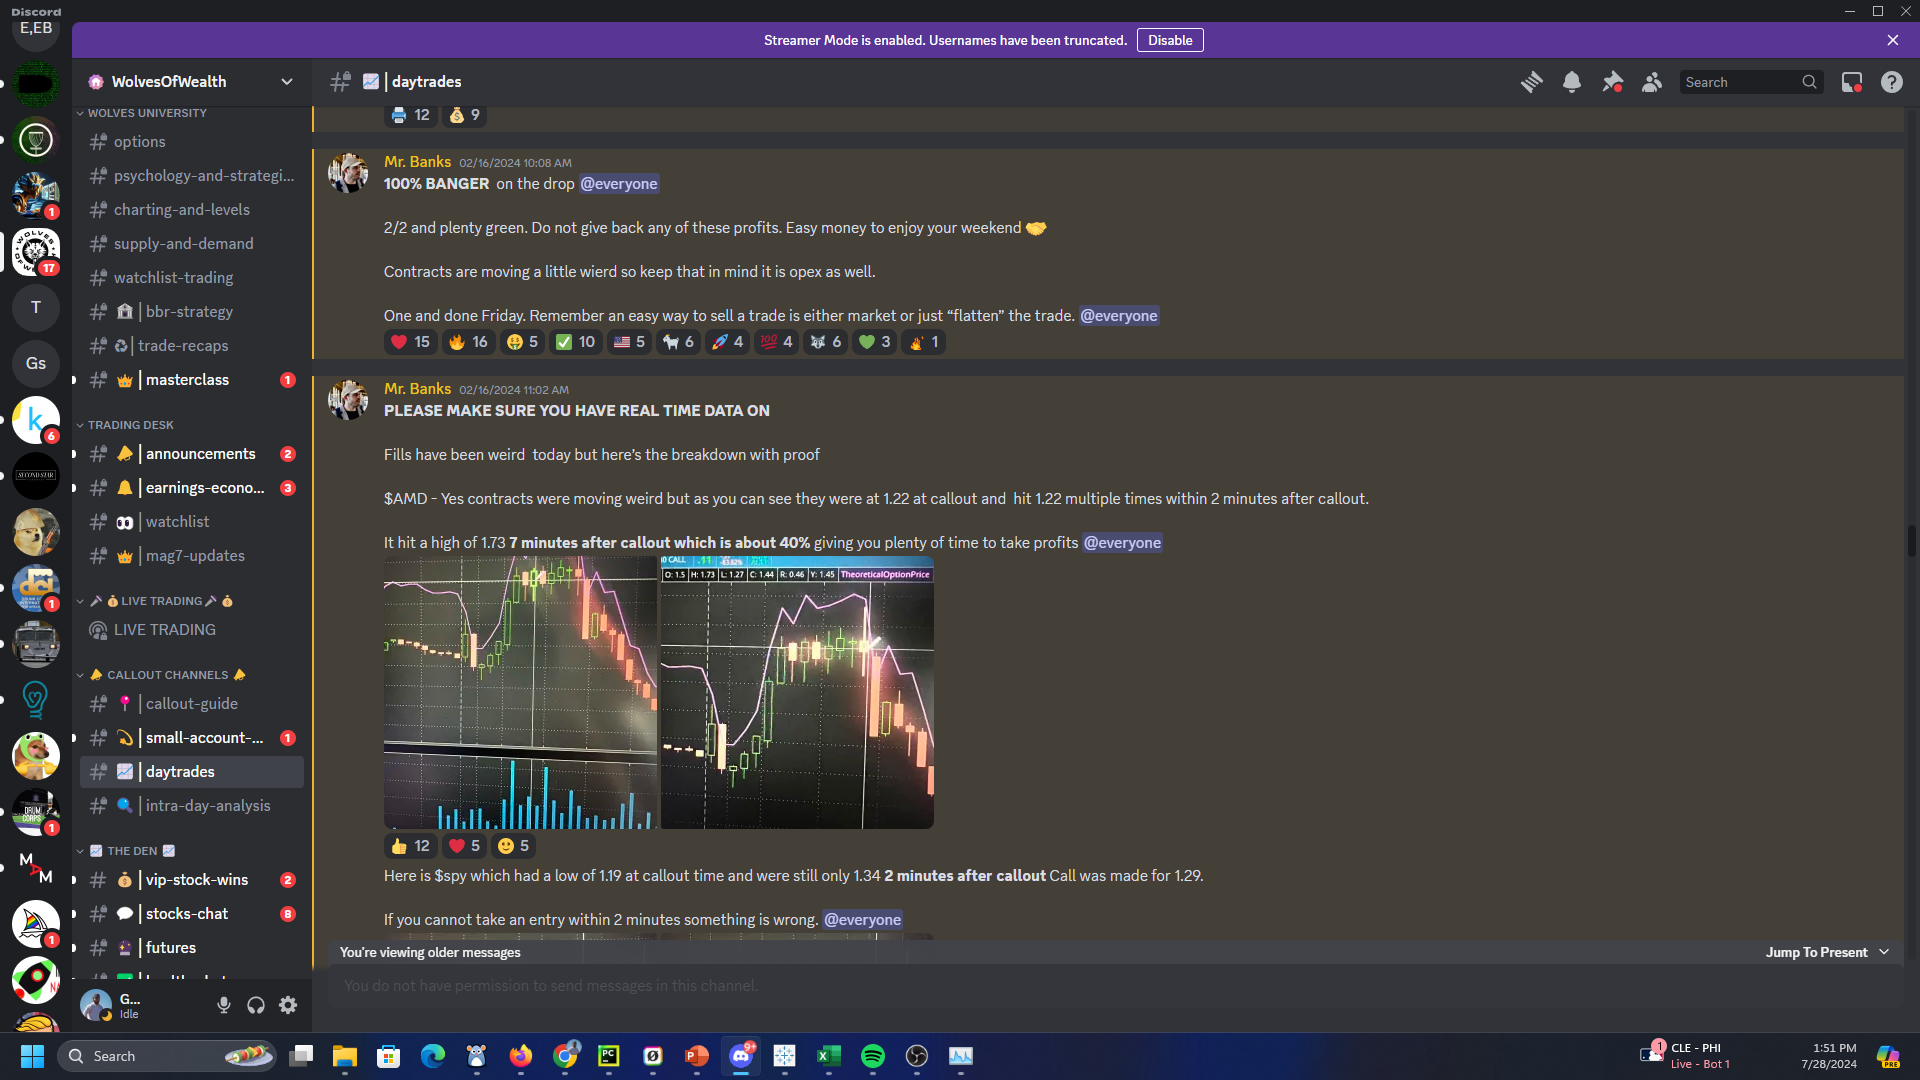 Discord
E,EB
Streamer Mode is enabled. Usernames have been truncated. Disable
WolvesOfWealth
| daytrades
Search
WOLVES UNIVERSITY
options
psychology-and-strategi...
charting-and-levels
supply-and-demand
watchlist-trading
| bbr-strategy
| trade-recaps
| masterclass 1
TRADING DESK
| announcements 2
| earnings-econo... 3
| watchlist
| mag7-updates
LIVE TRADING
LIVE TRADING
CALLOUT CHANNELS
| callout-guide
| small-account-... 1
| daytrades
| intra-day-analysis
THE DEN
| vip-stock-wins 2
| stocks-chat 8
| futures
1
17
T
Gs
k
6
SECOND STAR
1
1
DRUM CORPS
M A M
1
G...
Idle
12 9
Mr. Banks 02/16/2024 10:08 AM
100% BANGER on the drop @everyone
2/2 and plenty green. Do not give back any of these profits. Easy money to enjoy your weekend
Contracts are moving a little wierd so keep that in mind it is opex as well.
One and done Friday. Remember an easy way to sell a trade is either market or just “flatten” the trade. @everyone
15 16 5 10 5 6 4 4 6 3 1
Mr. Banks 02/16/2024 11:02 AM
PLEASE MAKE SURE YOU HAVE REAL TIME DATA ON
Fills have been weird today but here's the breakdown with proof
$AMD - Yes contracts were moving weird but as you can see they were at 1.22 at callout and hit 1.22 multiple times within 2 minutes after callout.
It hit a high of 1.73 7 minutes after callout which is about 40% giving you plenty of time to take profits @everyone
O: 1.5 H: 1.73 L: 1.27 C: 1.44 R: 0.46 Y: 1.45 TheoreticalOptionPrice
12 5 5
Here is $spy which had a low of 1.19 at callout time and were still only 1.34 2 minutes after callout Call was made for 1.29.
If you cannot take an entry within 2 minutes something is wrong. @everyone
You're viewing older messages
Jump To Present
You do not have permission to send messages in this channel.
Search
PC
9+
1
CLE - PHI
Live - Bot 1
1:51 PM
7/28/2024
PRE